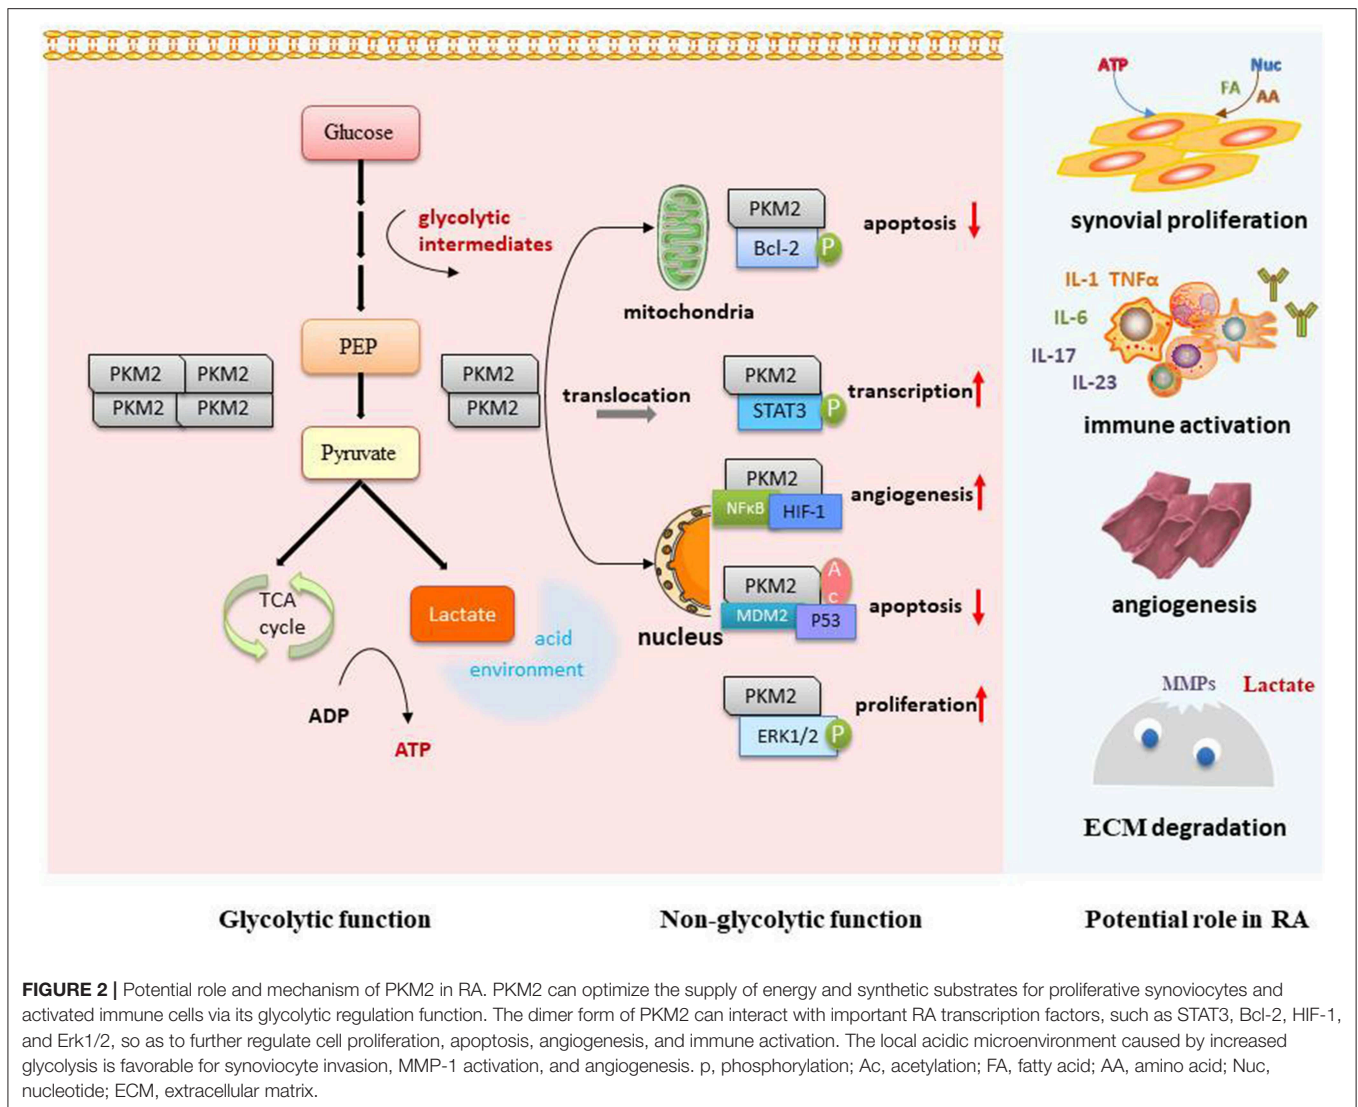 Glucose
glycolytic
intermediates
PEP
PKM2 PKM2
PKM2 PKM2
PKM2
PKM2
Pyruvate
TCA
cycle
Lactate
acid
environment
ADP
ATP
translocation
mitochondria
nucleus
PKM2
Bcl-2 P
apoptosis
PKM2
STAT3 P
transcription
PKM2
NFκB HIF-1
angiogenesis
PKM2 Ac
MDM2 P53
apoptosis
PKM2
ERK1/2 P
proliferation
ATP Nuc
FA AA
synovial proliferation
IL-1 TNFα
IL-6
IL-17
IL-23
immune activation
angiogenesis
MMPs Lactate
ECM degradation
Glycolytic function Non-glycolytic function Potential role in RA
FIGURE 2 | Potential role and mechanism of PKM2 in RA. PKM2 can optimize the supply of energy and synthetic substrates for proliferative synoviocytes and
activated immune cells via its glycolytic regulation function. The dimer form of PKM2 can interact with important RA transcription factors, such as STAT3, Bcl-2, HIF-1,
and Erk1/2, so as to further regulate cell proliferation, apoptosis, angiogenesis, and immune activation. The local acidic microenvironment caused by increased
glycolysis is favorable for synoviocyte invasion, MMP-1 activation, and angiogenesis. p, phosphorylation; Ac, acetylation; FA, fatty acid; AA, amino acid; Nuc,
nucleotide; ECM, extracellular matrix.